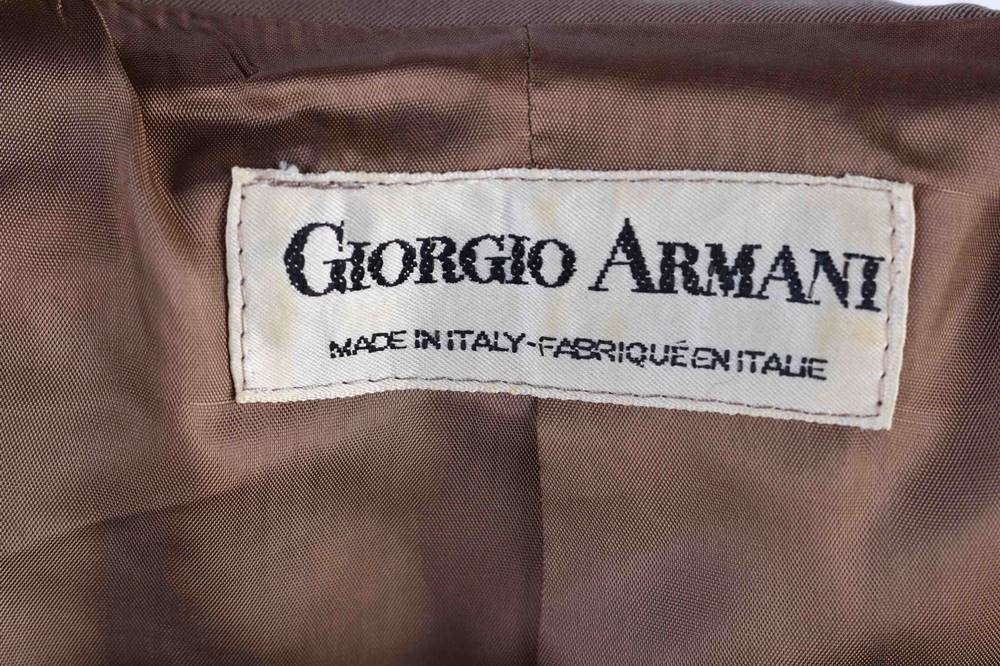 GIORGIO ARMANI
MADE IN ITALY-FABRIQUÉ EN ITALIE